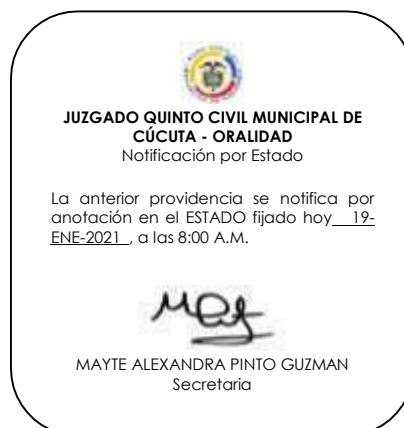 JUZGADO QUINTO CIVIL MUNICIPAL DE
CÚCUTA - ORALIDAD
Notificación por Estado
La anterior providencia se notifica por
anotación en el ESTADO fijado hoy 19-
ENE-2021 , a las 8:00 A.M.
MAYTE ALEXANDRA PINTO GUZMAN
Secretaria